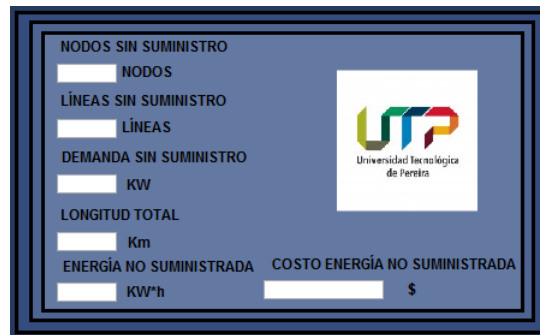 NODOS SIN SUMINISTRO
NODOS
LÍNEAS SIN SUMINISTRO
LÍNEAS
DEMANDA SIN SUMINISTRO
KW
LONGITUD TOTAL
Km
ENERGÍA NO SUMINISTRADA
KW*h
COSTO ENERGÍA NO SUMINISTRADA
$
UTP
Universidad Tecnológica
de Pereira